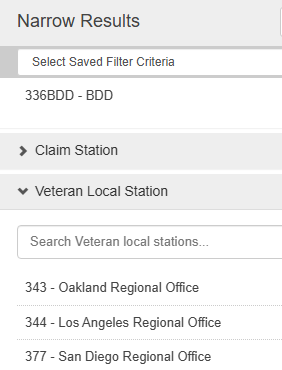 Narrow Results
Select Saved Filter Criteria
336BDD - BDD
Claim Station
Veteran Local Station
Search Veteran local stations...
343 - Oakland Regional Office
344 - Los Angeles Regional Office
377 - San Diego Regional Office